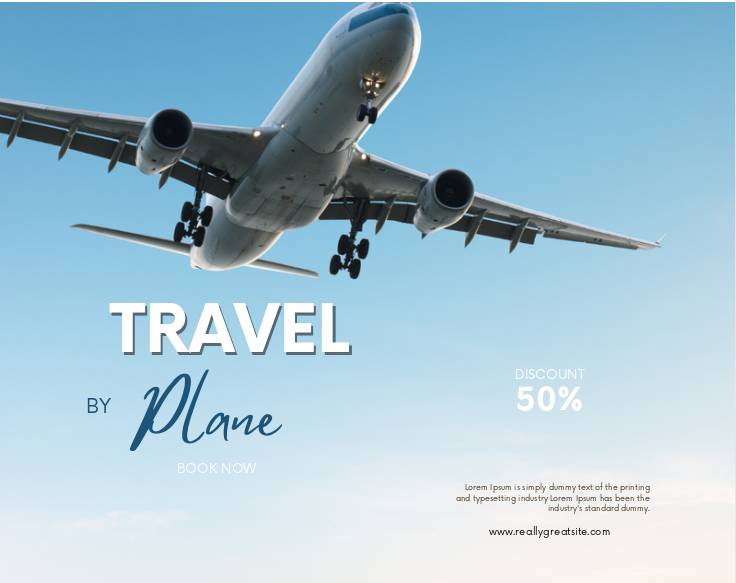 TRAVEL
BY Plane
BOOK NOW
DISCOUNT
50%
Lorem Ipsum is simply dummy text of the printing
and typesetting industry Lorem Ipsum has been the
industry's standard dummy.
www.reallygreatsite.com